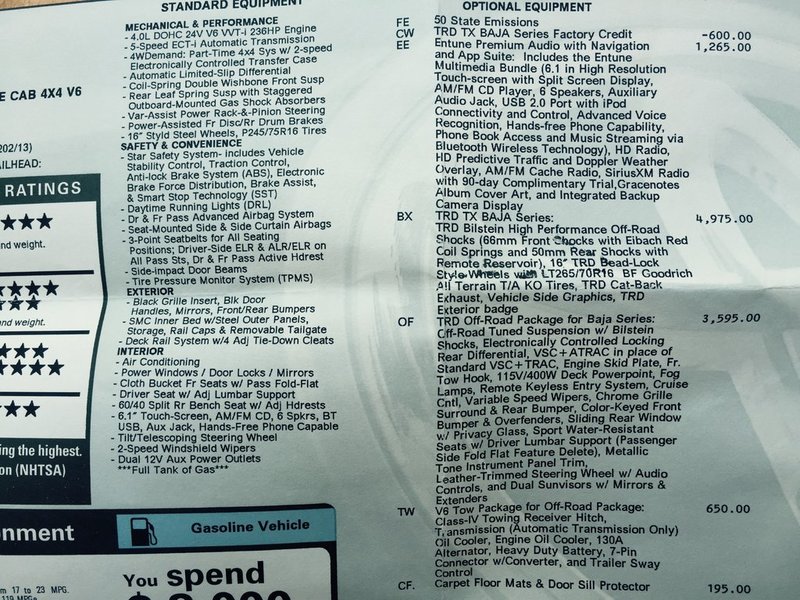 STANDARD EQUIPMENT
MECHANICAL & PERFORMANCE
- 4.0L DOHC 24V V6 VVT-i 236HP Engine
- 5-Speed ECT-i Automatic Transmission
- 4WDemand: Part-Time 4x4 Sys w/ 2-speed
Electronically Controlled Transfer Case
- Automatic Limited-Slip Differential
- Coil-Spring Double Wishbone Front Susp
- Rear Leaf Spring Susp with Staggered
Outboard-Mounted Gas Shock Absorbers
- Var-Assist Power Rack-&-Pinion Steering
- Power-Assisted Fr Disc/Rr Drum Brakes
- 16" Styld Steel Wheels, P245/75R16 Tires
SAFETY & CONVENIENCE
- Star Safety System- includes Vehicle
Stability Control, Traction Control,
Anti-lock Brake System (ABS), Electronic
Brake Force Distribution, Brake Assist,
& Smart Stop Technology (SST)
- Daytime Running Lights (DRL)
- Dr & Fr Pass Advanced Airbag System
- Seat-Mounted Side & Side Curtain Airbags
- 3-Point Seatbelts for All Seating
Positions; Driver-Side ELR & ALR/ELR on
All Pass Sts, Dr & Fr Pass Active Hdrest
- Side-impact Door Beams
- Tire Pressure Monitor System (TPMS)
EXTERIOR
- Black Grille Insert, Blk Door
Handles, Mirrors, Front/Rear Bumpers
- SMC Inner Bed w/Steel Outer Panels,
Storage, Rail Caps & Removable Tailgate
- Deck Rail System w/4 Adj Tie-Down Cleats
INTERIOR
- Air Conditioning
- Power Windows / Door Locks / Mirrors
- Cloth Bucket Fr Seats w/ Pass Fold-Flat
- Driver Seat w/ Adj Lumbar Support
- 60/40 Split Rr Bench Seat w/ Adj Hdrests
- 6.1" Touch-Screen, AM/FM CD, 6 Spkrs, BT
USB, Aux Jack, Hands-Free Phone Capable
- Tilt/Telescoping Steering Wheel
- 2-Speed Windshield Wipers
- Dual 12V Aux Power Outlets
***Full Tank of Gas***
OPTIONAL EQUIPMENT
FE 50 State Emissions
CW TRD TX BAJA Series Factory Credit -600.00
EE Entune Premium Audio with Navigation 1,265.00
and App Suite: Includes the Entune
Multimedia Bundle (6.1 in High Resolution
Touch-screen with Split Screen Display,
AM/FM CD Player, 6 Speakers, Auxiliary
Audio Jack, USB 2.0 Port with iPod
Connectivity and Control, Advanced Voice
Recognition, Hands-free Phone Capability,
Phone Book Access and Music Streaming via
Bluetooth Wireless Technology), HD Radio,
HD Predictive Traffic and Doppler Weather
Overlay, AM/FM Cache Radio, SiriusXM Radio
with 90-day Complimentary Trial,Gracenotes
Album Cover Art, and Integrated Backup
Camera Display
BX TRD TX BAJA Series: 4,975.00
TRD Bilstein High Performance Off-Road
Shocks (66mm Front Shocks with Eibach Red
Coil Springs and 50mm Rear Shocks with
Remote Reservoir), 16" TRD Bead-Lock
Style Wheels with LT265/70R16 BF Goodrich
All Terrain T/A KO Tires, TRD Cat-Back
Exhaust, Vehicle Side Graphics, TRD
Exterior badge
OF TRD Off-Road Package for Baja Series: 3,595.00
Off-Road Tuned Suspension w/ Bilstein
Shocks, Electronically Controlled Locking
Rear Differential, VSC+ATRAC in place of
Standard VSC+TRAC, Engine Skid Plate, Fr.
Tow Hook, 115V/400W Deck Powerpoint, Fog
Lamps, Remote Keyless Entry System, Cruise
Cntl, Variable Speed Wipers, Chrome Grille
Surround & Rear Bumper, Color-Keyed Front
Bumper & Overfenders, Sliding Rear Window
w/ Privacy Glass, Sport Water-Resistant
Seats w/ Driver Lumbar Support (Passenger
Side Fold Flat Feature Delete), Metallic
Tone Instrument Panel Trim,
Leather-Trimmed Steering Wheel w/ Audio
Controls, and Dual Sunvisors w/ Mirrors &
Extenders
TW V6 Tow Package for Off-Road Package: 650.00
Class-IV Towing Receiver Hitch,
Transmission (Automatic Transmission Only)
Oil Cooler, Engine Oil Cooler, 130A
Alternator, Heavy Duty Battery, 7-Pin
Connector w/Converter, and Trailer Sway
Control
CF. Carpet Floor Mats & Door Sill Protector 195.00
E CAB 4X4 V6
202/13)
AILHEAD:
RATINGS
nd weight.
nd weight.
ing the highest.
on (NHTSA)
onment
Gasoline Vehicle
You spend
m 17 to 23 MPG.
119 MPGe.